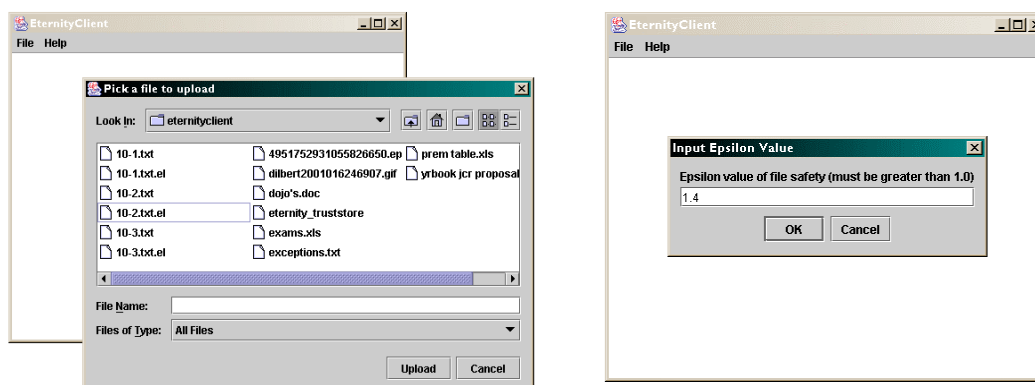 EternityClient
File Help
Pick a file to upload
Look In: eternityclient
10-1.txt 4951752931055826650.ep prem table.xls
10-1.txt.el dilbert2001016246907.gif yrbook jcr proposal
10-2.txt dojo's.doc
10-2.txt.el eternity_truststore
10-3.txt exams.xls
10-3.txt.el exceptions.txt
File Name:
Files of Type: All Files
Upload Cancel
EternityClient
File Help
Input Epsilon Value
Epsilon value of file safety (must be greater than 1.0)
1.4
OK Cancel